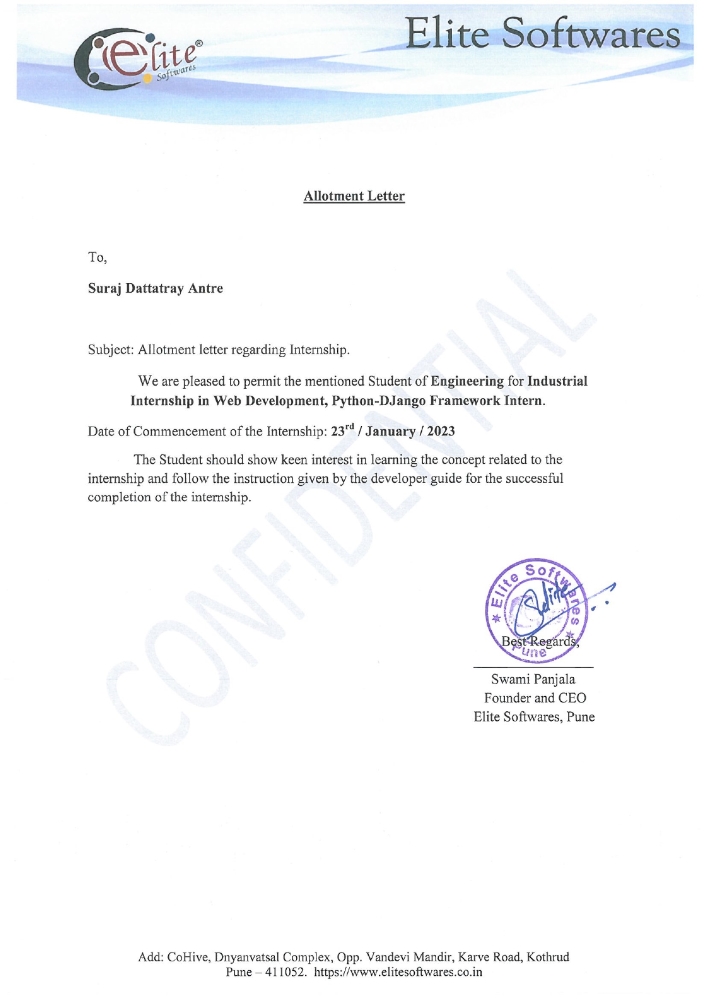 elite®
Softwares
Elite Softwares
Allotment Letter
To,
Suraj Dattatray Antre
Subject: Allotment letter regarding Internship.
We are pleased to permit the mentioned Student of Engineering for Industrial
Internship in Web Development, Python-DJango Framework Intern.
Date of Commencement of the Internship: 23rd / January / 2023
The Student should show keen interest in learning the concept related to the
internship and follow the instruction given by the developer guide for the successful
completion of the internship.
CONFIDENTIAL
Elite Softwares
Pune
Best Regards,
Swami Panjala
Founder and CEO
Elite Softwares, Pune
Add: CoHive, Dnyanvatsal Complex, Opp. Vandevi Mandir, Karve Road, Kothrud
Pune – 411052. https://www.elitesoftwares.co.in